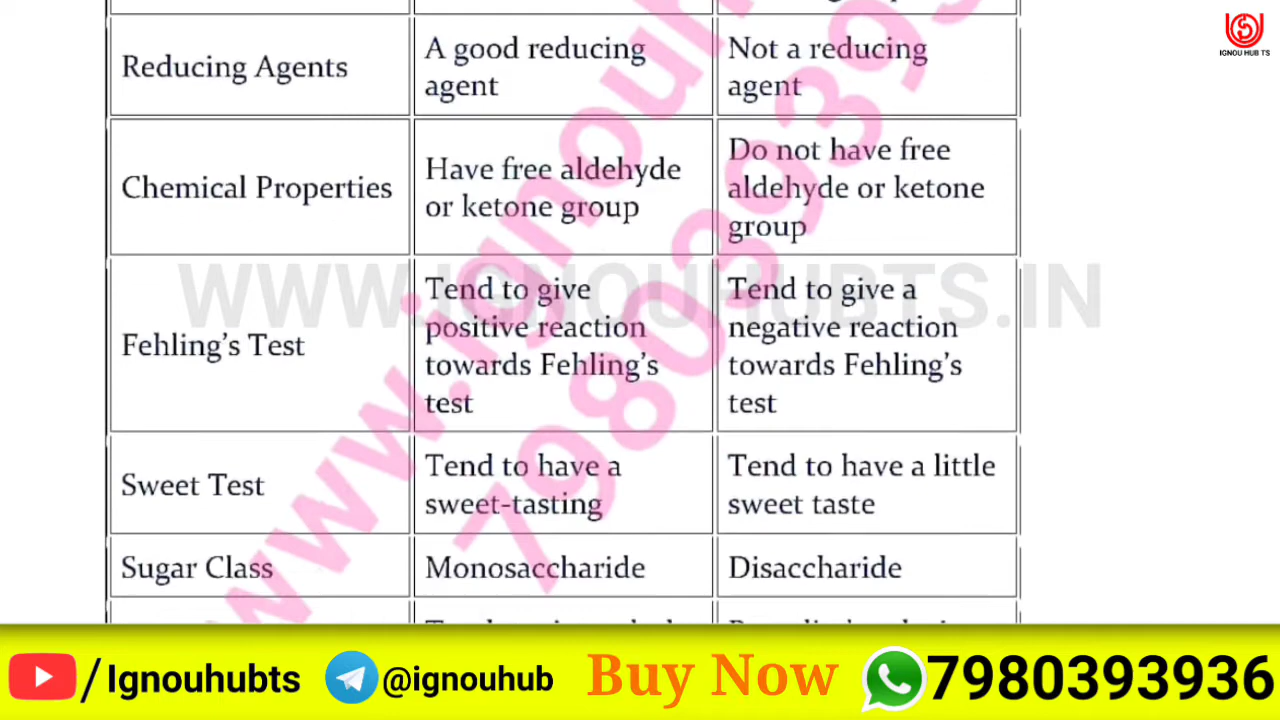 IGNOU HUB TS
Reducing Agents
A good reducing
agent
Not a reducing
agent
Chemical Properties
Have free aldehyde
or ketone group
Do not have free
aldehyde or ketone
group
Fehling’s Test
Tend to give
positive reaction
towards Fehling’s
test
Tend to give a
negative reaction
towards Fehling’s
test
Sweet Test
Tend to have a
sweet-tasting
Tend to have a little
sweet taste
Sugar Class
Monosaccharide
Disaccharide
WWW.IGNOUHUBTS.IN
www.ignouh
798039393
/Ignouhubts
@ignouhub
Buy Now
7980393936